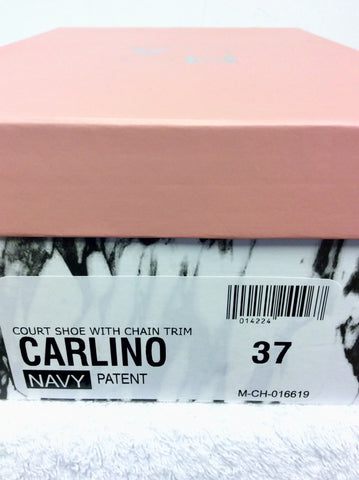 014224
COURT SHOE WITH CHAIN TRIM
CARLINO
37
NAVY PATENT
M-CH-016619